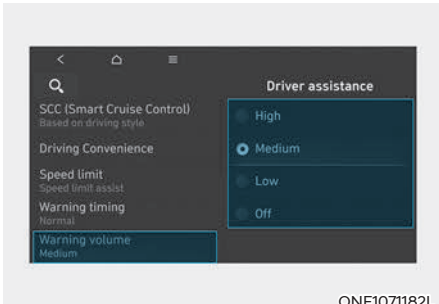 Driver assistance
SCC (Smart Cruise Control)
Based on driving style
Driving Convenience
Speed limit
Speed limit assist
Warning timing
Normal
Warning volume
Medium
High
Medium
Low
Off
ONE1071182L